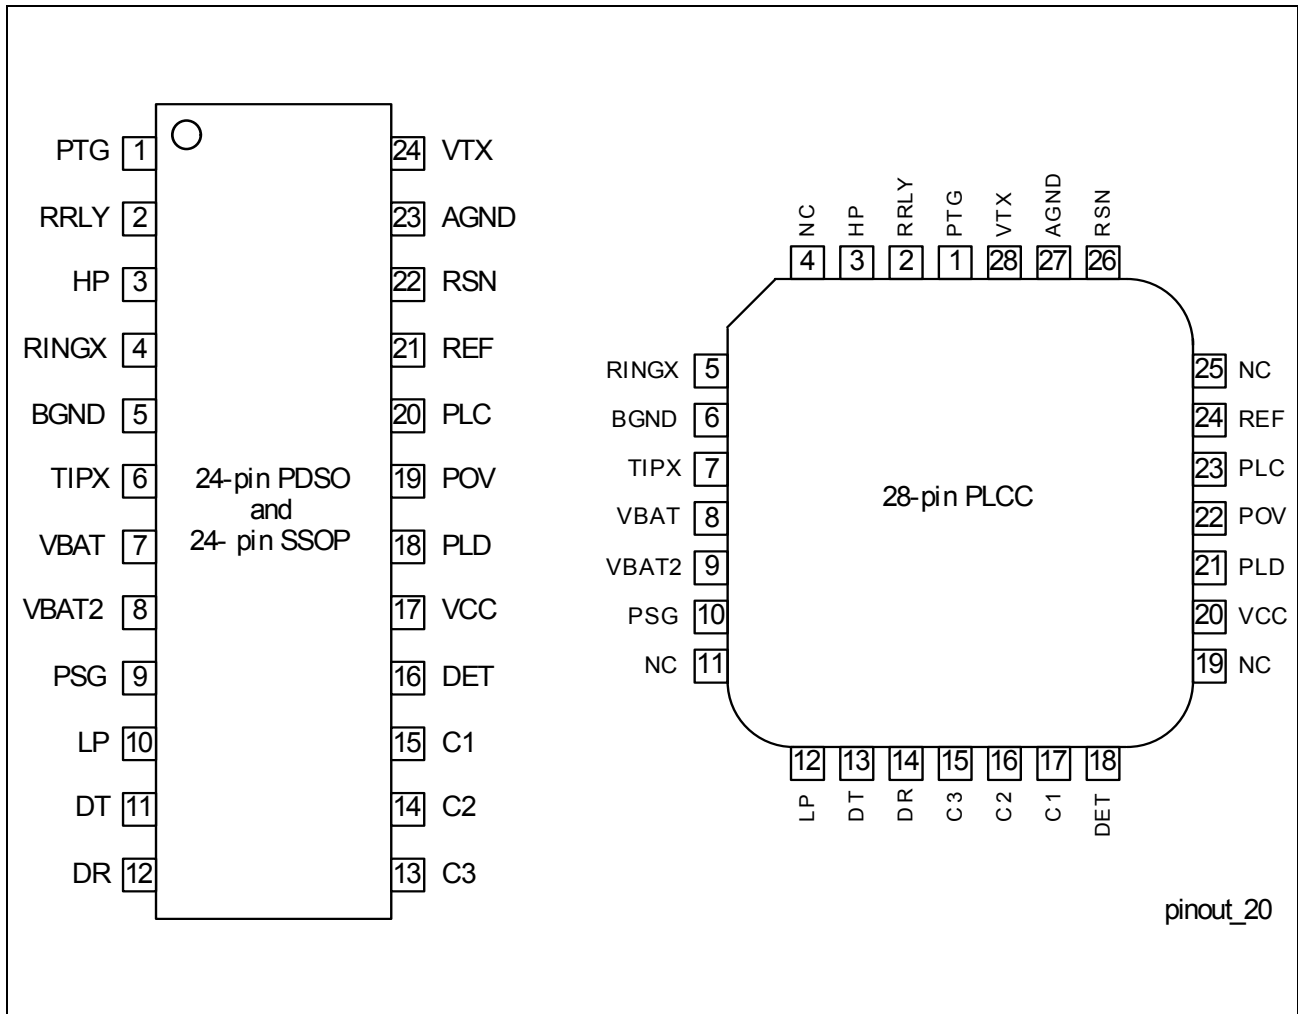 PTG 1
RRLY 2
HP 3
RINGX 4
BGND 5
TIPX 6
VBAT 7
VBAT2 8
PSG 9
LP 10
DT 11
DR 12
24-pin PDSO
and
24- pin SSOP
24 VTX
23 AGND
22 RSN
21 REF
20 PLC
19 POV
18 PLD
17 VCC
16 DET
15 C1
14 C2
13 C3
NC HP RRLY PTG VTX AGND RSN
4 3 2 1 28 27 26
RINGX 5
BGND 6
TIPX 7
VBAT 8
VBAT2 9
PSG 10
NC 11
28-pin PLCC
25 NC
24 REF
23 PLC
22 POV
21 PLD
20 VCC
19 NC
12 13 14 15 16 17 18
LP DT DR C3 C2 C1 DET
pinout_20